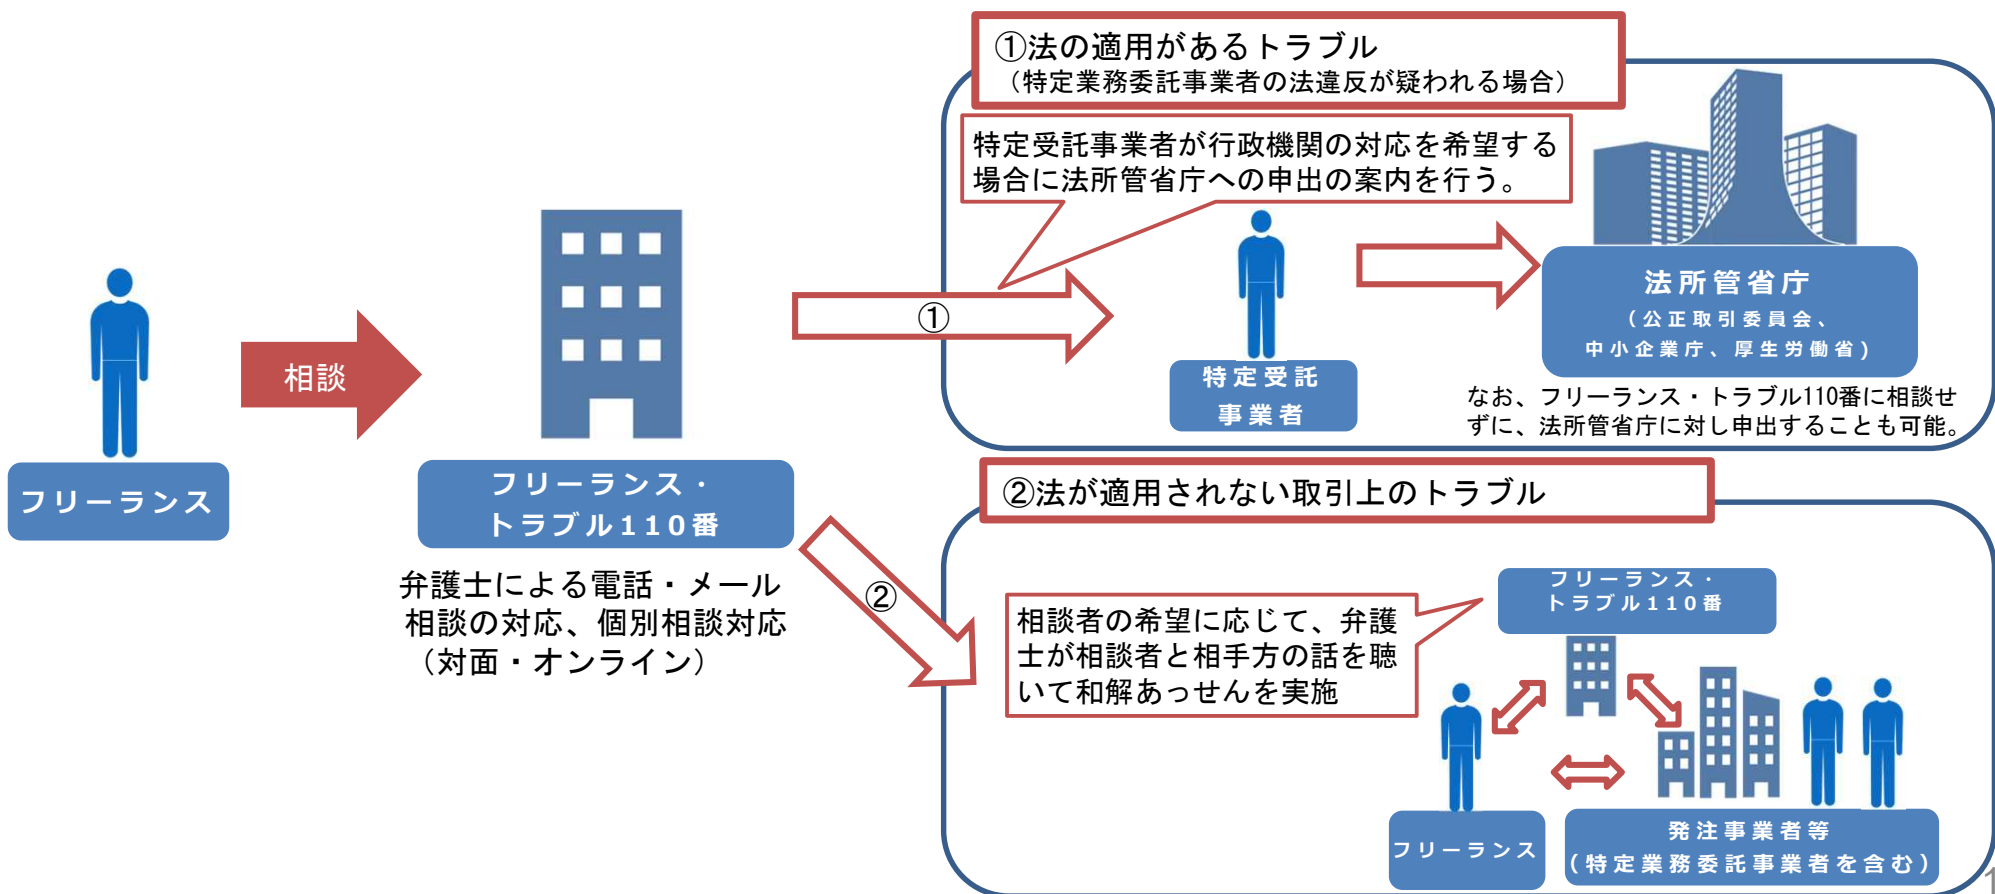 ①法の適用があるトラブル
（特定業務委託事業者の法違反が疑われる場合）
特定受託事業者が行政機関の対応を希望する
場合に法所管省庁への申出の案内を行う。
①
特定受託
事業者
法所管省庁
（公正取引委員会、
中小企業庁、厚生労働省）
なお、フリーランス・トラブル110番に相談せ
ずに、法所管省庁に対し申出することも可能。
相談
フリーランス
フリーランス・
トラブル110番
弁護士による電話・メール
相談の対応、個別相談対応
（対面・オンライン）
②
②法が適用されない取引上のトラブル
相談者の希望に応じて、弁護
士が相談者と相手方の話を聴
いて和解あっせんを実施
フリーランス・
トラブル110番
フリーランス
発注事業者等
（特定業務委託事業者を含む）